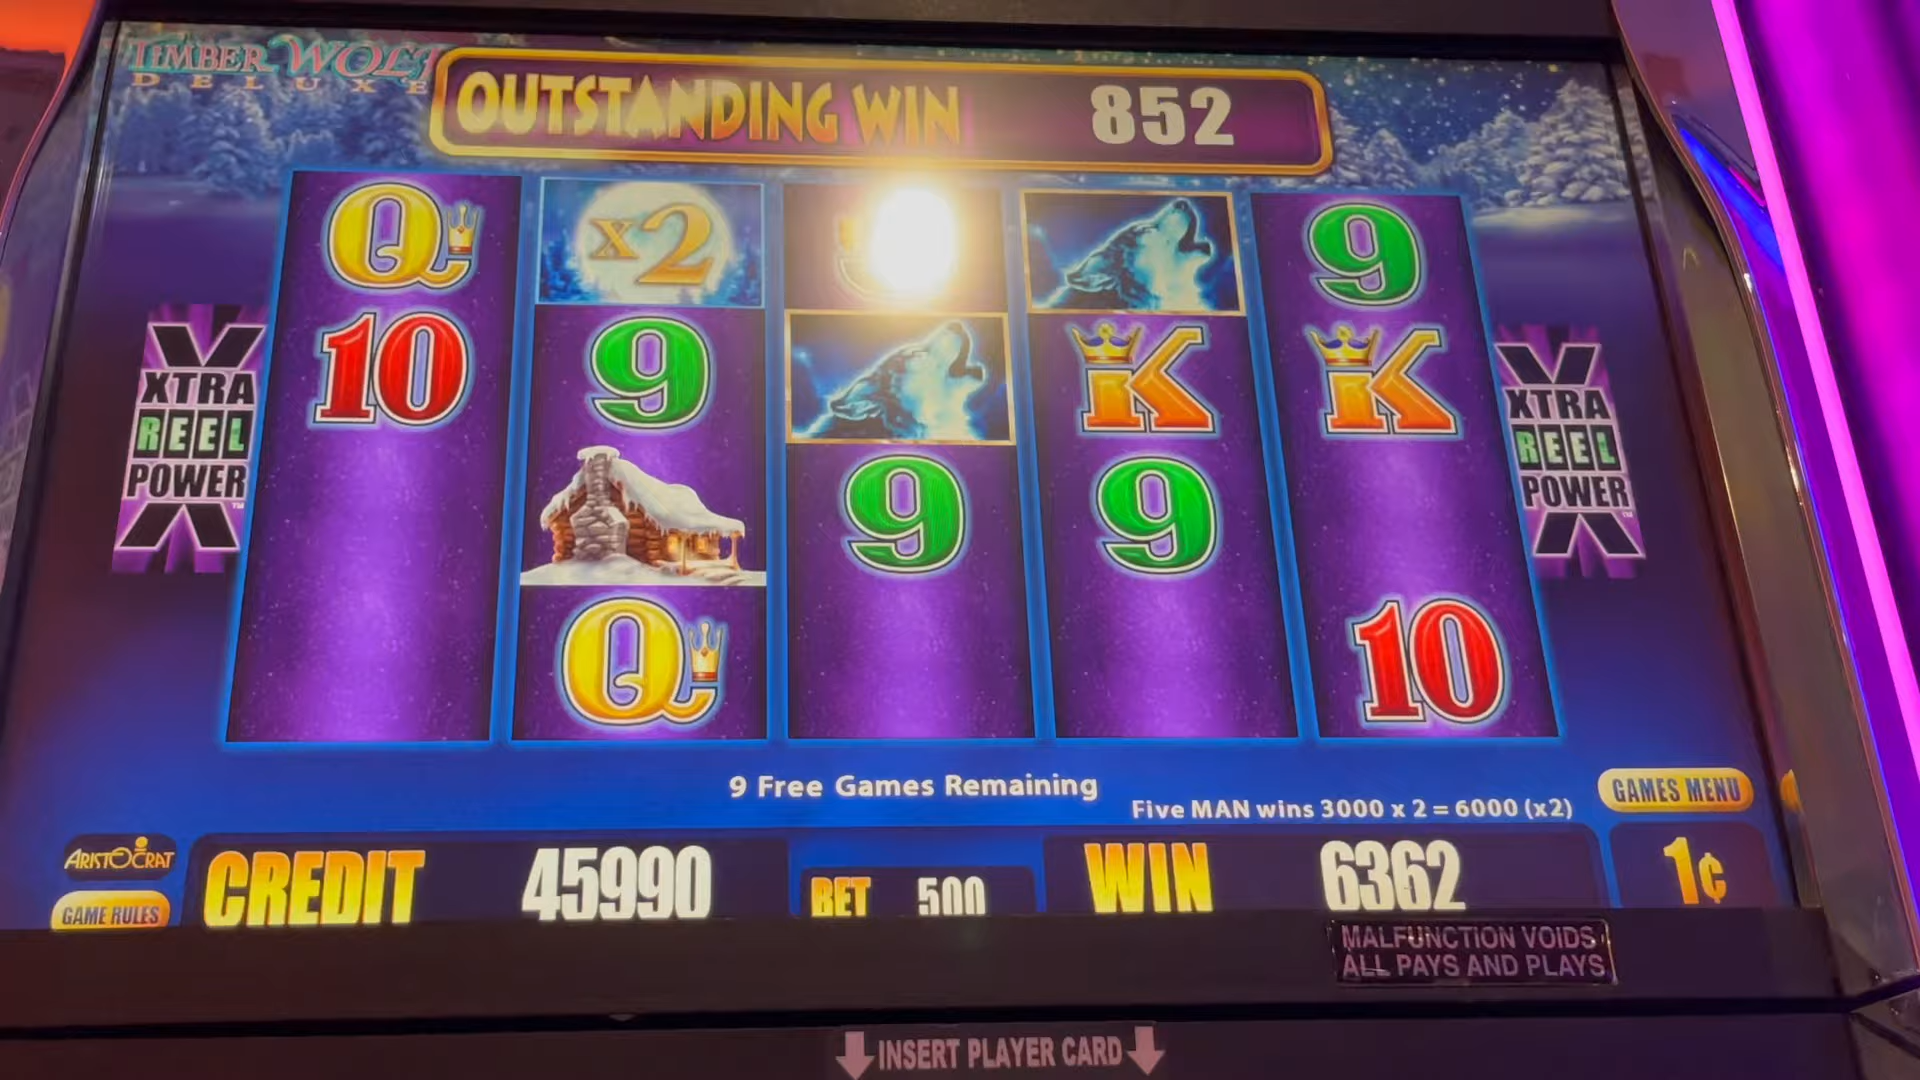 TIMBER WOLF
DELUXE
OUTSTANDING WIN 852
Q x2 9
10 9 K K
XTRA
REEL
POWER™
XTRA
REEL
POWER™
9 9
Q 10
9 Free Games Remaining
Five MAN wins 3000 x 2 = 6000 (x2)
GAMES MENU
ARISTOCRAT
GAME RULES
CREDIT 45990
BET 500
WIN 6362
1¢
MALFUNCTION VOIDS
ALL PAYS AND PLAYS
INSERT PLAYER CARD